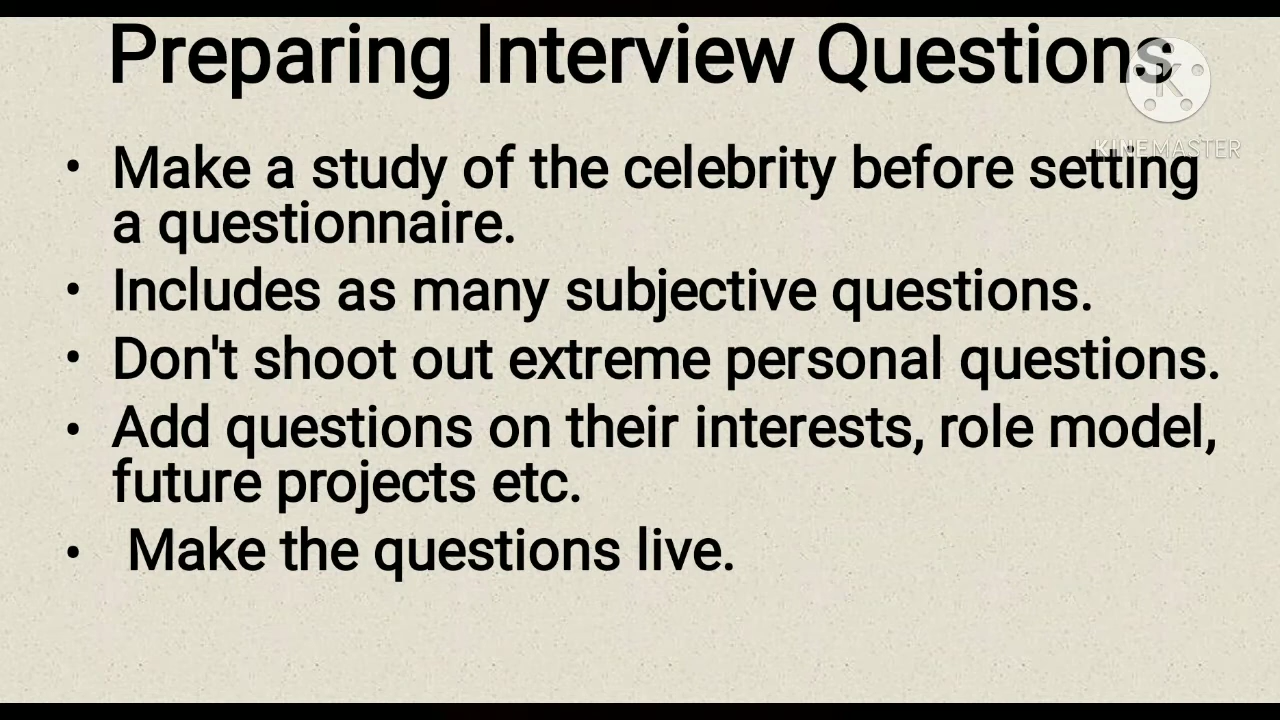 Preparing Interview Questions
KINEMASTER
• Make a study of the celebrity before setting
a questionnaire.
• Includes as many subjective questions.
• Don't shoot out extreme personal questions.
• Add questions on their interests, role model,
future projects etc.
• Make the questions live.